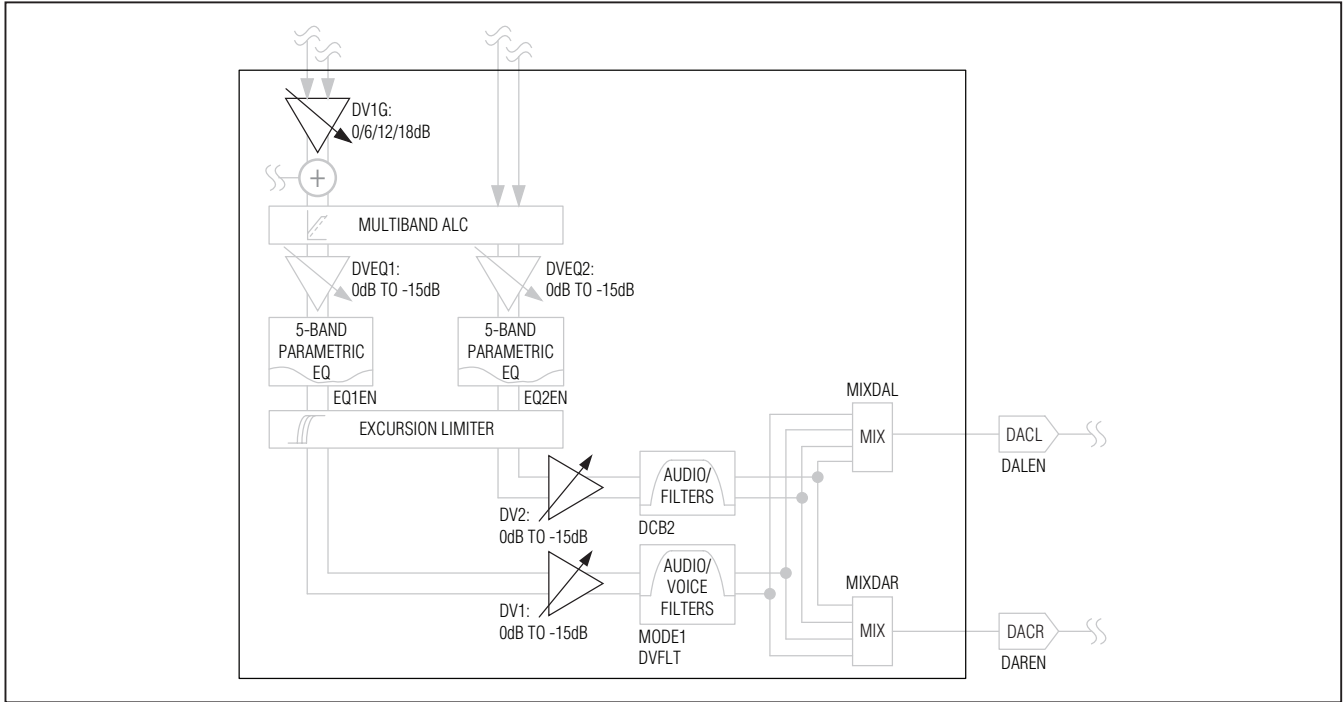 DV1G:
0/6/12/18dB
+
MULTIBAND ALC
DVEQ1:
0dB TO -15dB
DVEQ2:
0dB TO -15dB
5-BAND
PARAMETRIC
EQ
5-BAND
PARAMETRIC
EQ
EQ1EN
EQ2EN
EXCURSION LIMITER
DV2:
0dB TO -15dB
AUDIO/
FILTERS
DCB2
DV1:
0dB TO -15dB
AUDIO/
VOICE
FILTERS
MODE1
DVFLT
MIXDAL
MIX
DACL
DALEN
MIXDAR
MIX
DACR
DAREN